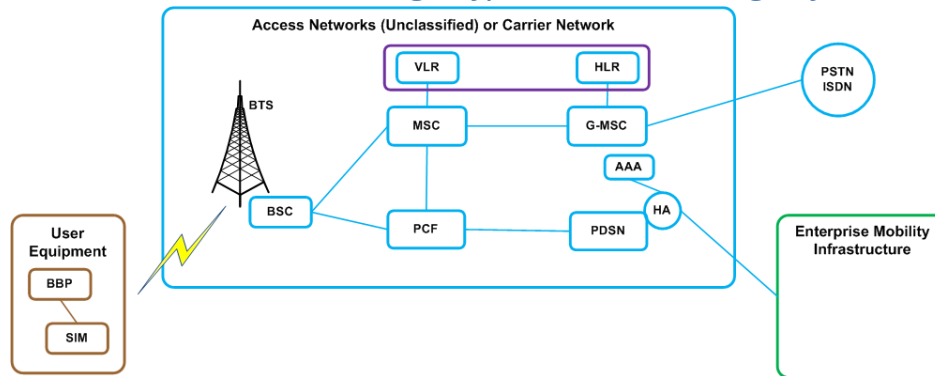 Access Networks (Unclassified) or Carrier Network
VLR
HLR
PSTN
ISDN
BTS
MSC
G-MSC
AAA
BSC
HA
PCF
PDSN
User
Equipment
BBP
SIM
Enterprise Mobility
Infrastructure